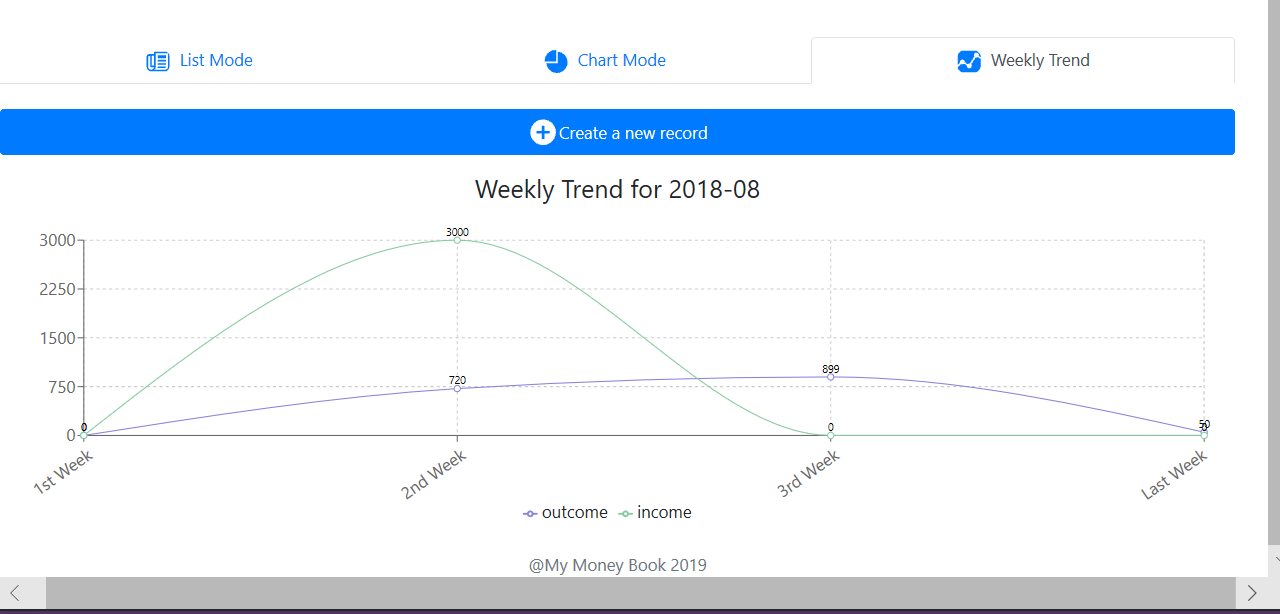 List Mode
Chart Mode
Weekly Trend
Create a new record
Weekly Trend for 2018-08
3000
3000
2250
1500
899
720
750
50
0
0
0
0
0
1st Week
2nd Week
3rd Week
Last Week
outcome
income
@My Money Book 2019